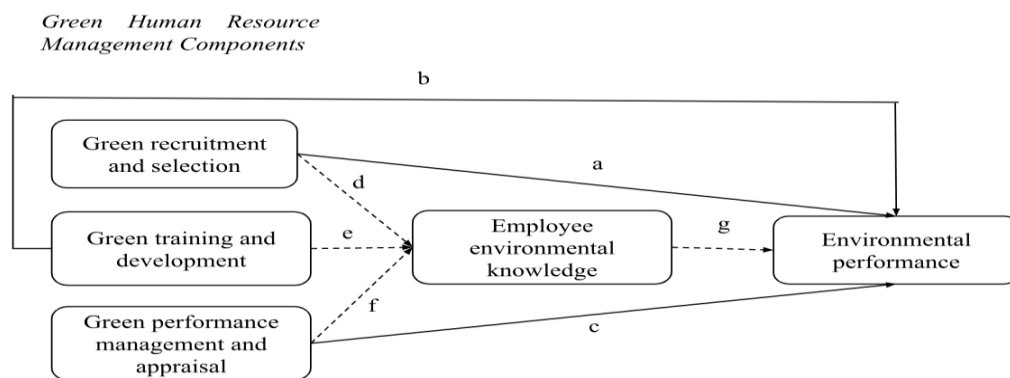 Green Human Resource
Management Components
b
Green recruitment
and selection
a
d
Green training and
development
e
Employee
environmental
knowledge
g
Environmental
performance
f
Green performance
management and
appraisal
c